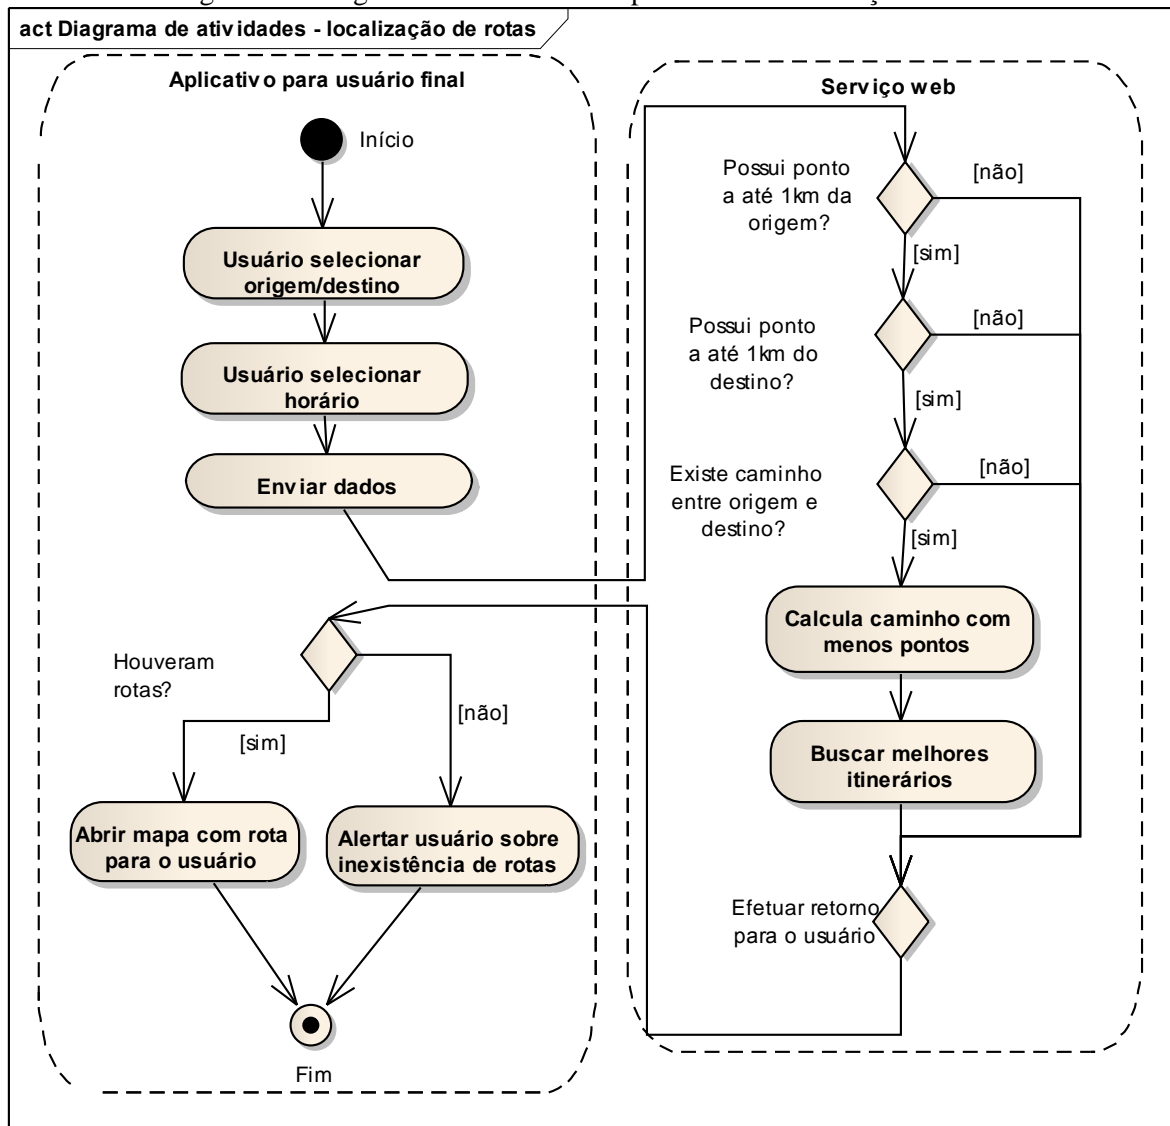 act Diagrama de atividades - localização de rotas
Aplicativo para usuário final
Início
Usuário selecionar
origem/destino
Usuário selecionar
horário
Enviar dados
Houveram
rotas?
[sim]
[não]
Abrir mapa com rota
para o usuário
Alertar usuário sobre
inexistência de rotas
Fim
Serviço web
Possui ponto
a até 1km da
origem?
[não]
[sim]
Possui ponto
a até 1km do
destino?
[não]
[sim]
Existe caminho
entre origem e
destino?
[não]
[sim]
Calcula caminho com
menos pontos
Buscar melhores
itinerários
Efetuar retorno
para o usuário